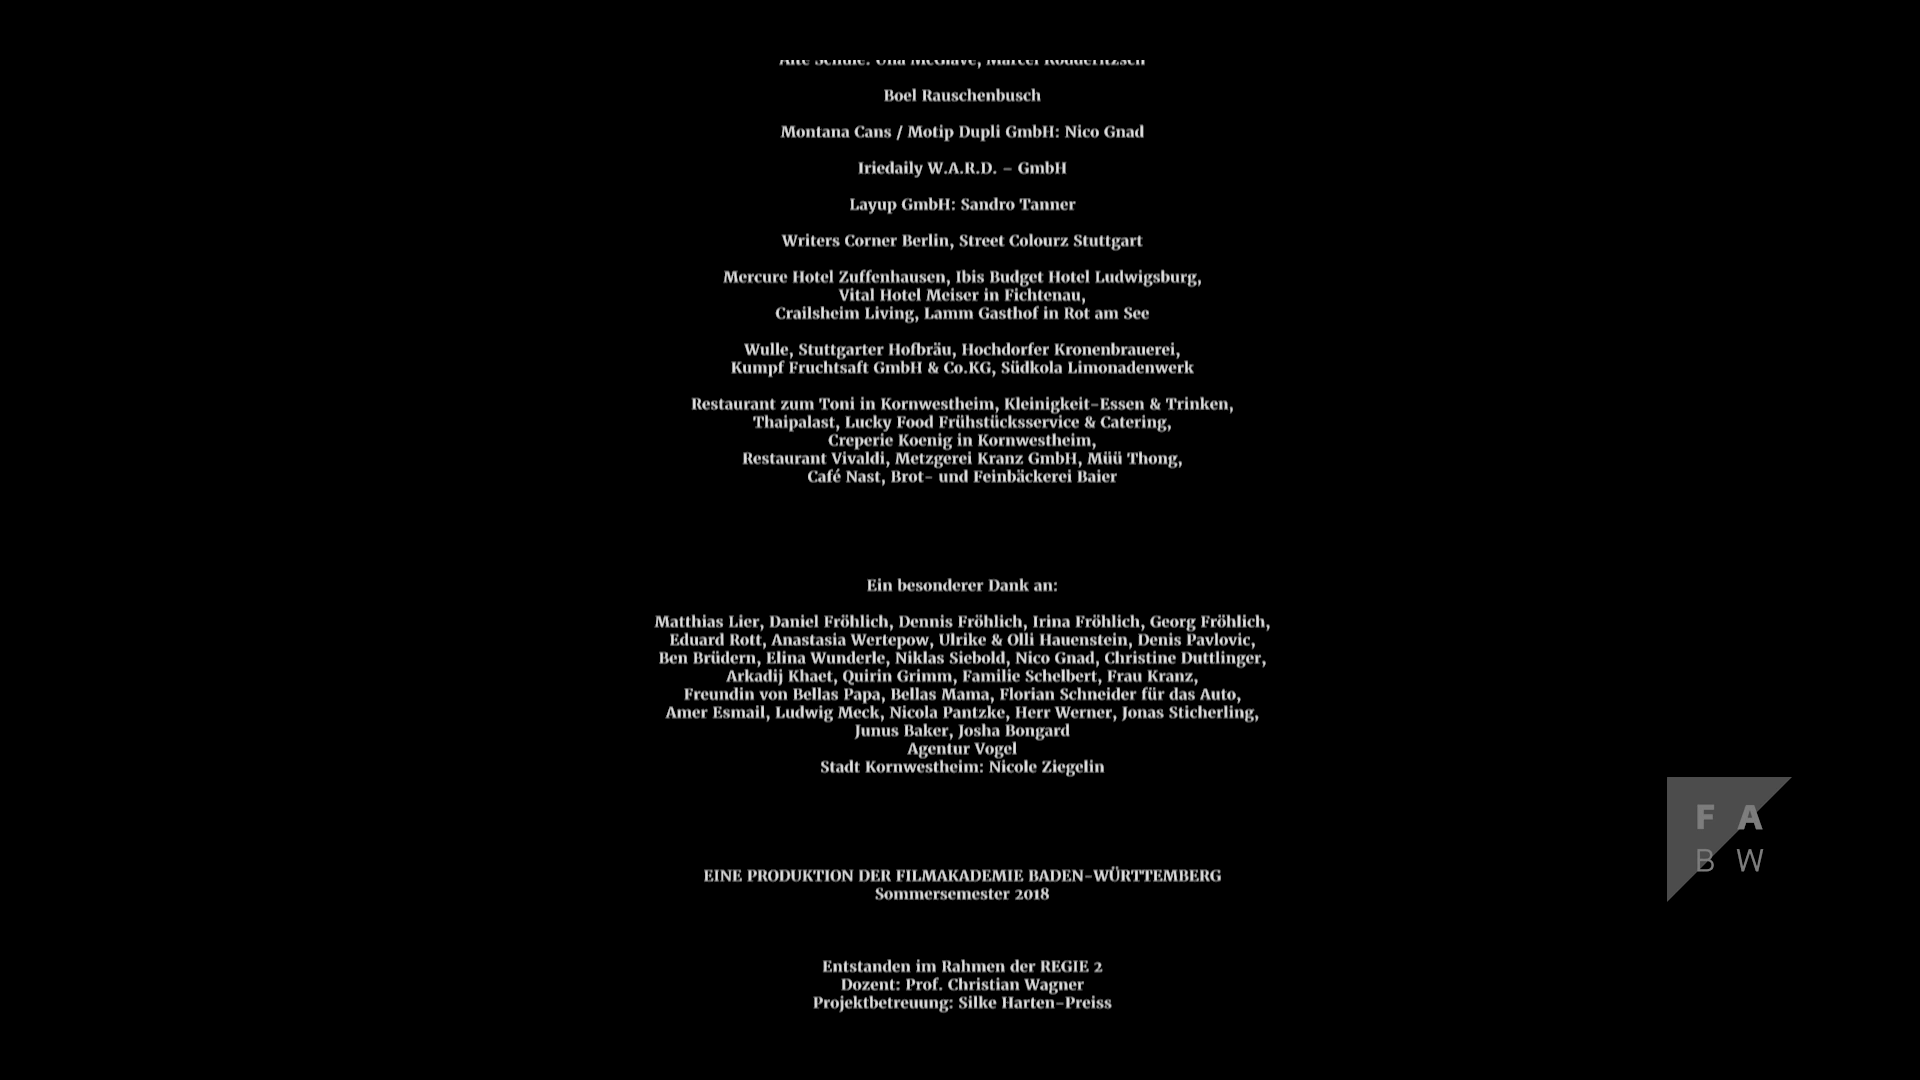 Boel Rauschenbusch
Montana Cans / Motip Dupli GmbH: Nico Gnad
Iriedaily W.A.R.D. – GmbH
Layup GmbH: Sandro Tanner
Writers Corner Berlin, Street Colourz Stuttgart
Mercure Hotel Zuffenhausen, Ibis Budget Hotel Ludwigsburg,
Vital Hotel Meiser in Fichtenau,
Crailsheim Living, Lamm Gasthof in Rot am See
Wulle, Stuttgarter Hofbräu, Hochdorfer Kronenbrauerei,
Kumpf Fruchtsaft GmbH & Co.KG, Südkola Limonadenwerk
Restaurant zum Toni in Kornwestheim, Kleinigkeit-Essen & Trinken,
Thaipalast, Lucky Food Frühstücksservice & Catering,
Creperie Koenig in Kornwestheim,
Restaurant Vivaldi, Metzgerei Kranz GmbH, Müü Thong,
Café Nast, Brot- und Feinbäckerei Baier
Ein besonderer Dank an:
Matthias Lier, Daniel Fröhlich, Dennis Fröhlich, Irina Fröhlich, Georg Fröhlich,
Eduard Rott, Anastasia Wertepow, Ulrike & Olli Hauenstein, Denis Pavlovic,
Ben Brüdern, Elina Wunderle, Niklas Siebold, Nico Gnad, Christine Duttlinger,
Arkadij Khaet, Quirin Grimm, Familie Schelbert, Frau Kranz,
Freundin von Bellas Papa, Bellas Mama, Florian Schneider für das Auto,
Amer Esmail, Ludwig Meck, Nicola Pantzke, Herr Werner, Jonas Sticherling,
Junus Baker, Josha Bongard
Agentur Vogel
Stadt Kornwestheim: Nicole Ziegelin
F A
B W
EINE PRODUKTION DER FILMAKADEMIE BADEN-WÜRTTEMBERG
Sommersemester 2018
Entstanden im Rahmen der REGIE 2
Dozent: Prof. Christian Wagner
Projektbetreuung: Silke Harten-Preiss